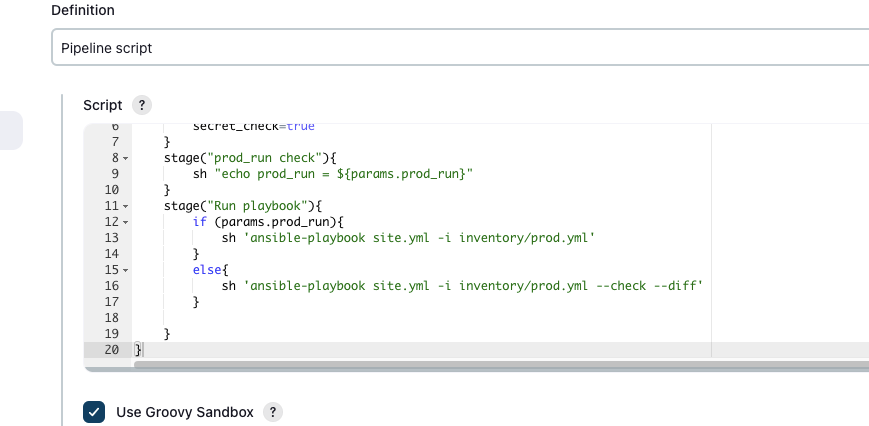 Definition
Pipeline script
Script ?
6 secret_check=true
7 }
8 stage("prod_run check"){
9 sh "echo prod_run = ${params.prod_run}"
10 }
11 stage("Run playbook"){
12 if (params.prod_run){
13 sh 'ansible-playbook site.yml -i inventory/prod.yml'
14 }
15 else{
16 sh 'ansible-playbook site.yml -i inventory/prod.yml --check --diff'
17 }
18
19 }
20 }
Use Groovy Sandbox ?